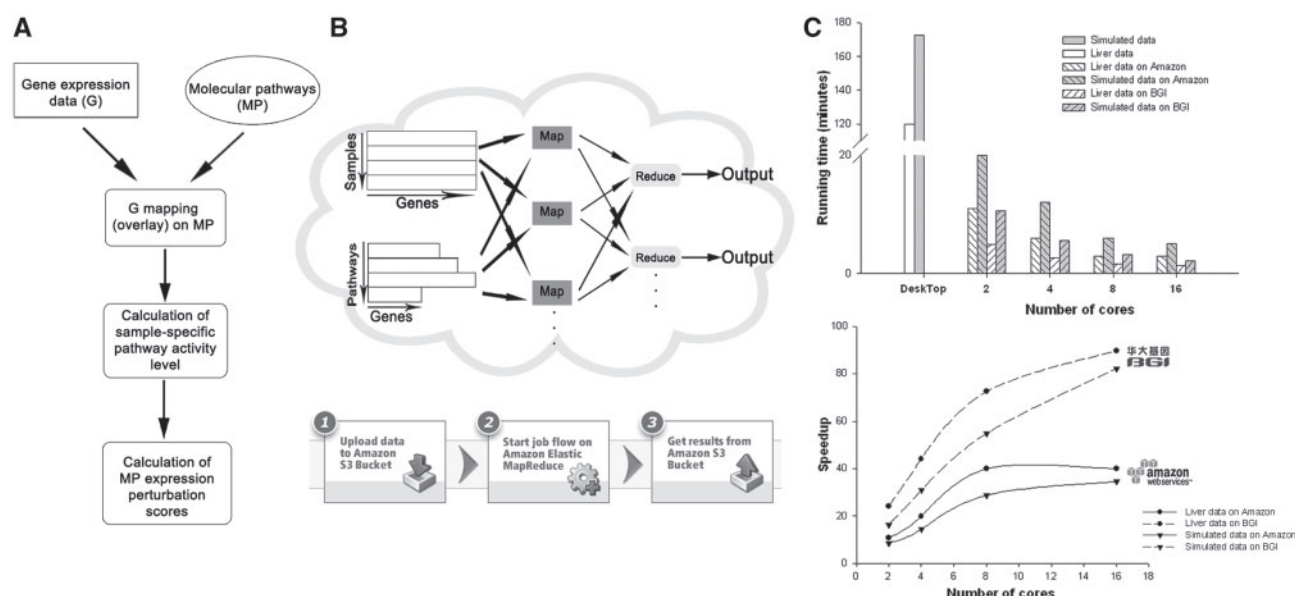 A
Gene expression
data (G)
Molecular pathways
(MP)
G mapping
(overlay) on MP
Calculation of
sample-specific
pathway activity
level
Calculation of
MP expression
perturbation
scores
B
Samples
Genes
Pathways
Genes
Map
Map
Map
Reduce
Reduce
Output
Output
1
Upload data
to Amazon
S3 Bucket
2
Start job flow on
Amazon Elastic
MapReduce
3
Get results from
Amazon S3
Bucket
C
Running time (minutes)
180
160
140
120
20
0
Simulated data
Liver data
Liver data on Amazon
Simulated data on Amazon
Liver data on BGI
Simulated data on BGI
DeskTop 2 4 8 16
Number of cores
Speedup
100
80
60
40
20
0
华大基因
BGI
amazon
webservices™
Liver data on Amazon
Liver data on BGI
Simulated data on Amazon
Simulated data on BGI
0 2 4 6 8 10 12 14 16 18
Number of cores